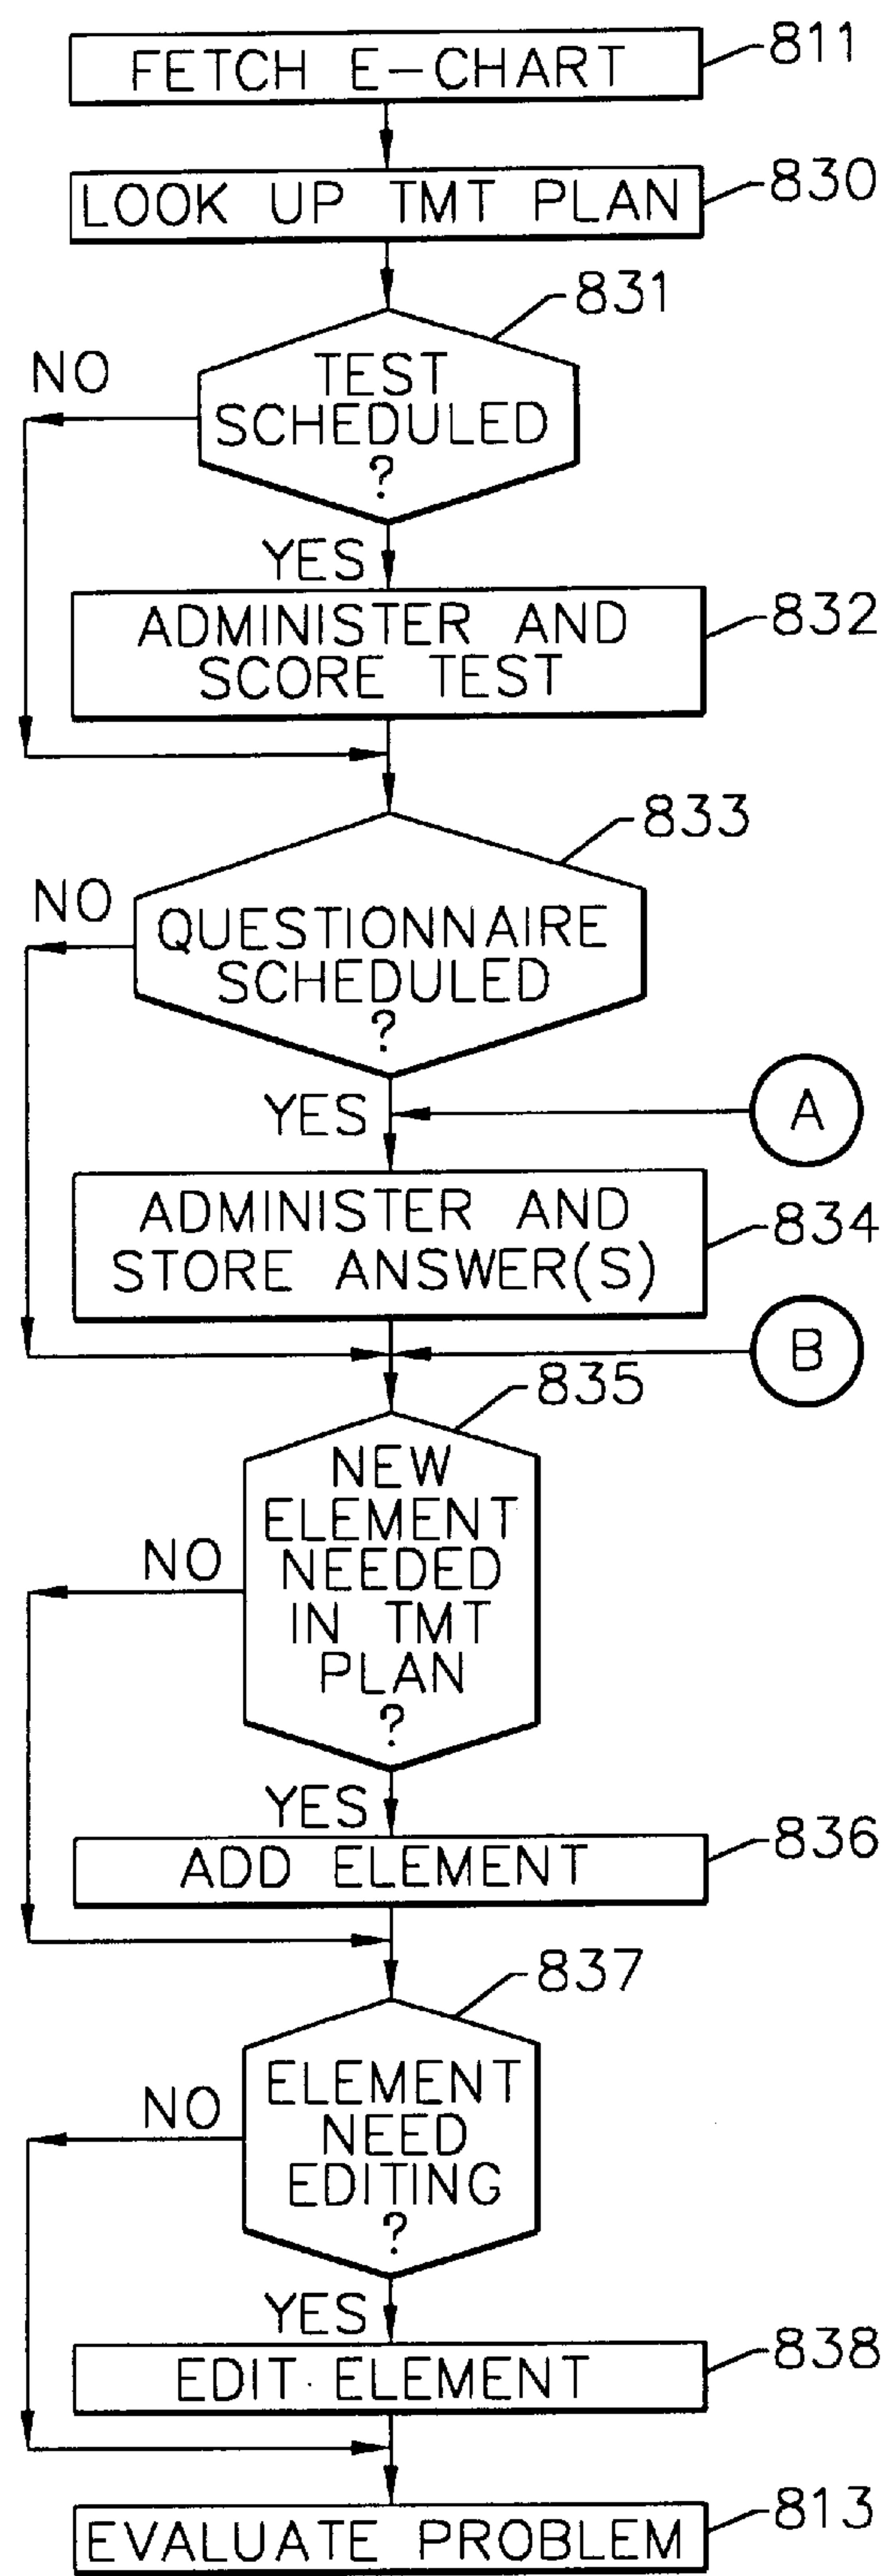 FETCH E-CHART
811
LOOK UP TMT PLAN
830
831
TEST
SCHEDULED
?
NO
YES
ADMINISTER AND
SCORE TEST
832
833
QUESTIONNAIRE
SCHEDULED
?
NO
YES
A
ADMINISTER AND
STORE ANSWER(S)
834
B
835
NEW
ELEMENT
NEEDED
IN TMT
PLAN
?
NO
YES
ADD ELEMENT
836
837
ELEMENT
NEED
EDITING
?
NO
YES
EDIT ELEMENT
838
EVALUATE PROBLEM
813